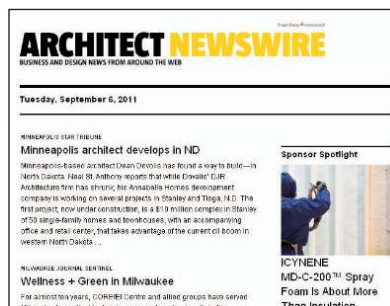 ARCHITECT NEWSWIRE
BUSINESS AND DESIGN NEWS FROM AROUND THE WEB
Tuesday, September 6, 2011
MINNEAPOLIS STAR TRIBUNE
Minneapolis architect develops in ND
Minneapolis-based architect Dean Dovolis has found a way to build—in
North Dakota. Neal St. Anthony reports that while Dovolis' DJR
Architecture firm has shrunk, his Annabelle Homes development
company is working on several projects in Stanley and Tioga, N.D. The
first project, now under construction, is a $10 million complex in Stanley
of 50 single-family homes and townhouses, with an accompanying
office and retail center, that takes advantage of the current oil boom in
western North Dakota ...
MILWAUKEE JOURNAL SENTINEL
Wellness + Green in Milwaukee
For almost ten years, CORE/El Centro and allied groups have served
Sponsor Spotlight
ICYNENE
MD-C-200™ Spray
Foam Is About More
Than Insulation